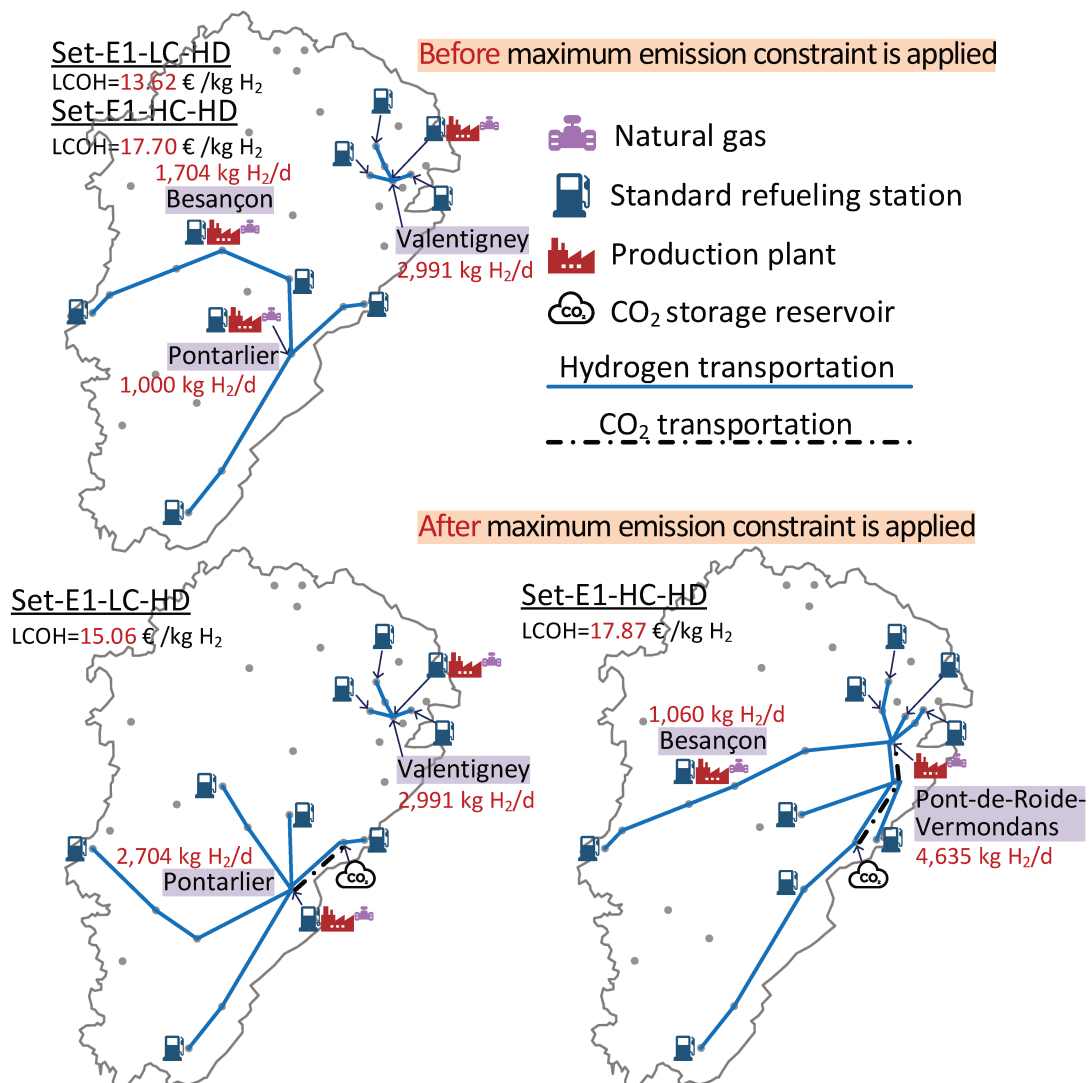 Set-E1-LC-HD
LCOH=13.62 € /kg H₂
Set-E1-HC-HD
LCOH=17.70 € /kg H₂
1,704 kg H₂/d
Besançon
Valentigney
2,991 kg H₂/d
Pontarlier
1,000 kg H₂/d
Before maximum emission constraint is applied
Natural gas
Standard refueling station
Production plant
CO₂
CO₂ storage reservoir
Hydrogen transportation
CO₂ transportation
After maximum emission constraint is applied
Set-E1-LC-HD
LCOH=15.06 € /kg H₂
Valentigney
2,991 kg H₂/d
2,704 kg H₂/d
Pontarlier
CO₂
Set-E1-HC-HD
LCOH=17.87 € /kg H₂
1,060 kg H₂/d
Besançon
Pont-de-Roide-
Vermondans
4,635 kg H₂/d
CO₂